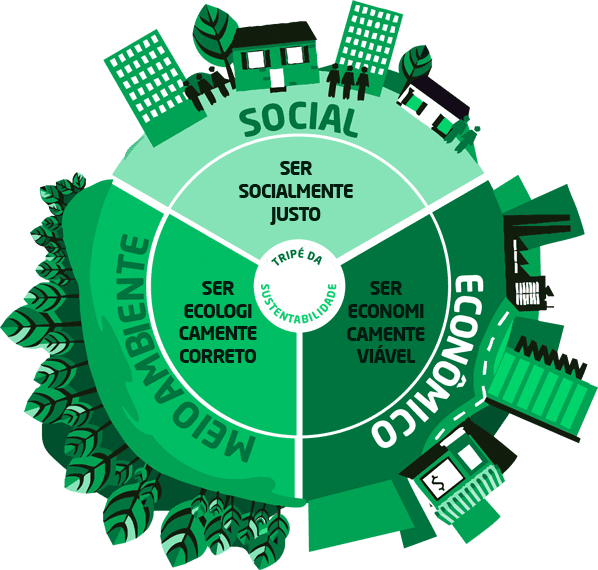 SOCIAL
SER
SOCIALMENTE
JUSTO
TRIPÉ DA
SUSTENTABILIDADE
MEIO AMBIENTE
SER
ECOLOGI
CAMENTE
CORRETO
SER
ECONOMI
CAMENTE
VIÁVEL
ECONÔMICO
$